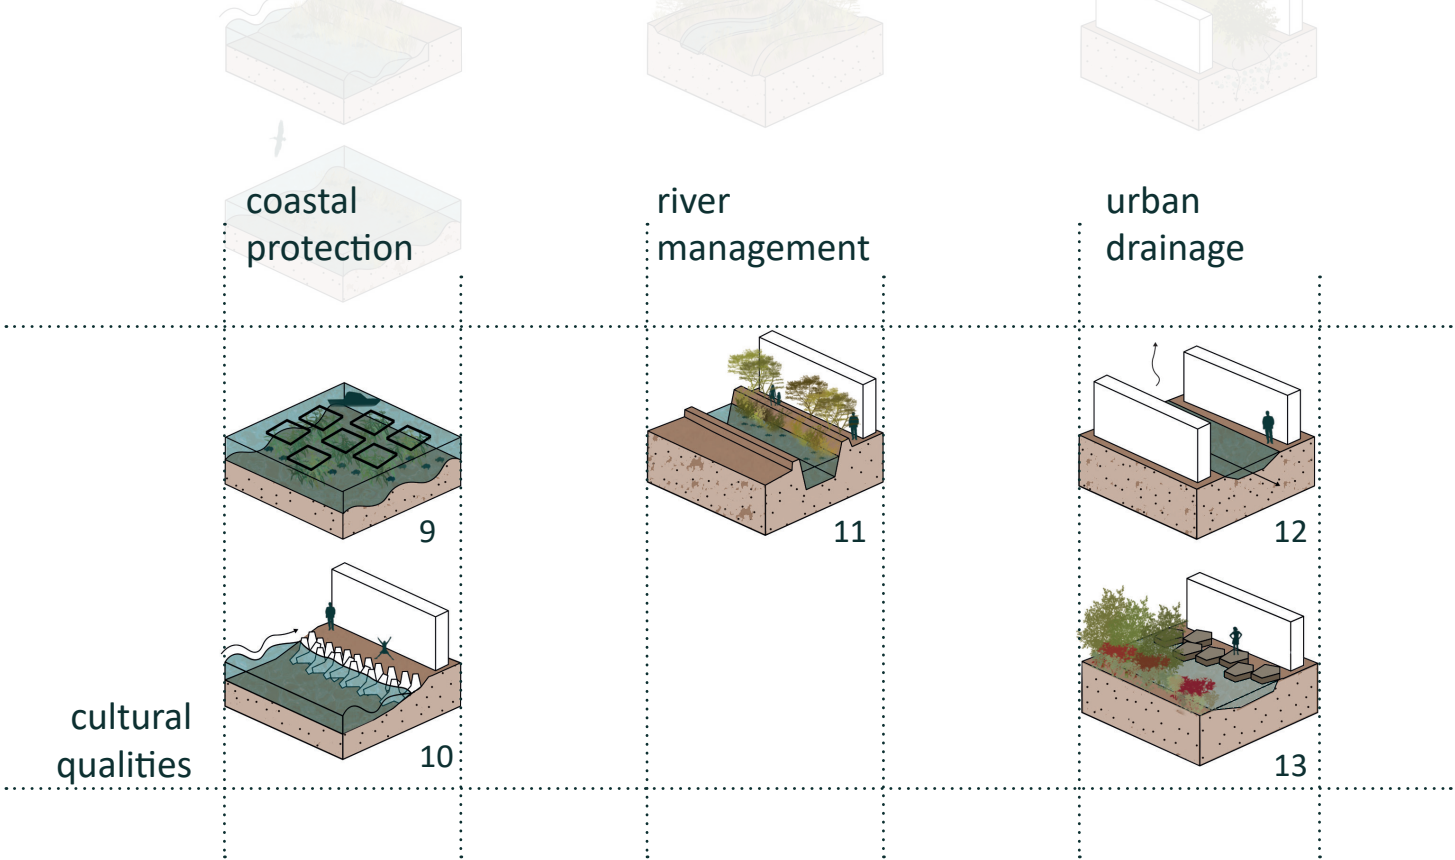 coastal
protection
river
management
urban
drainage
9
11
12
cultural
qualities
10
13